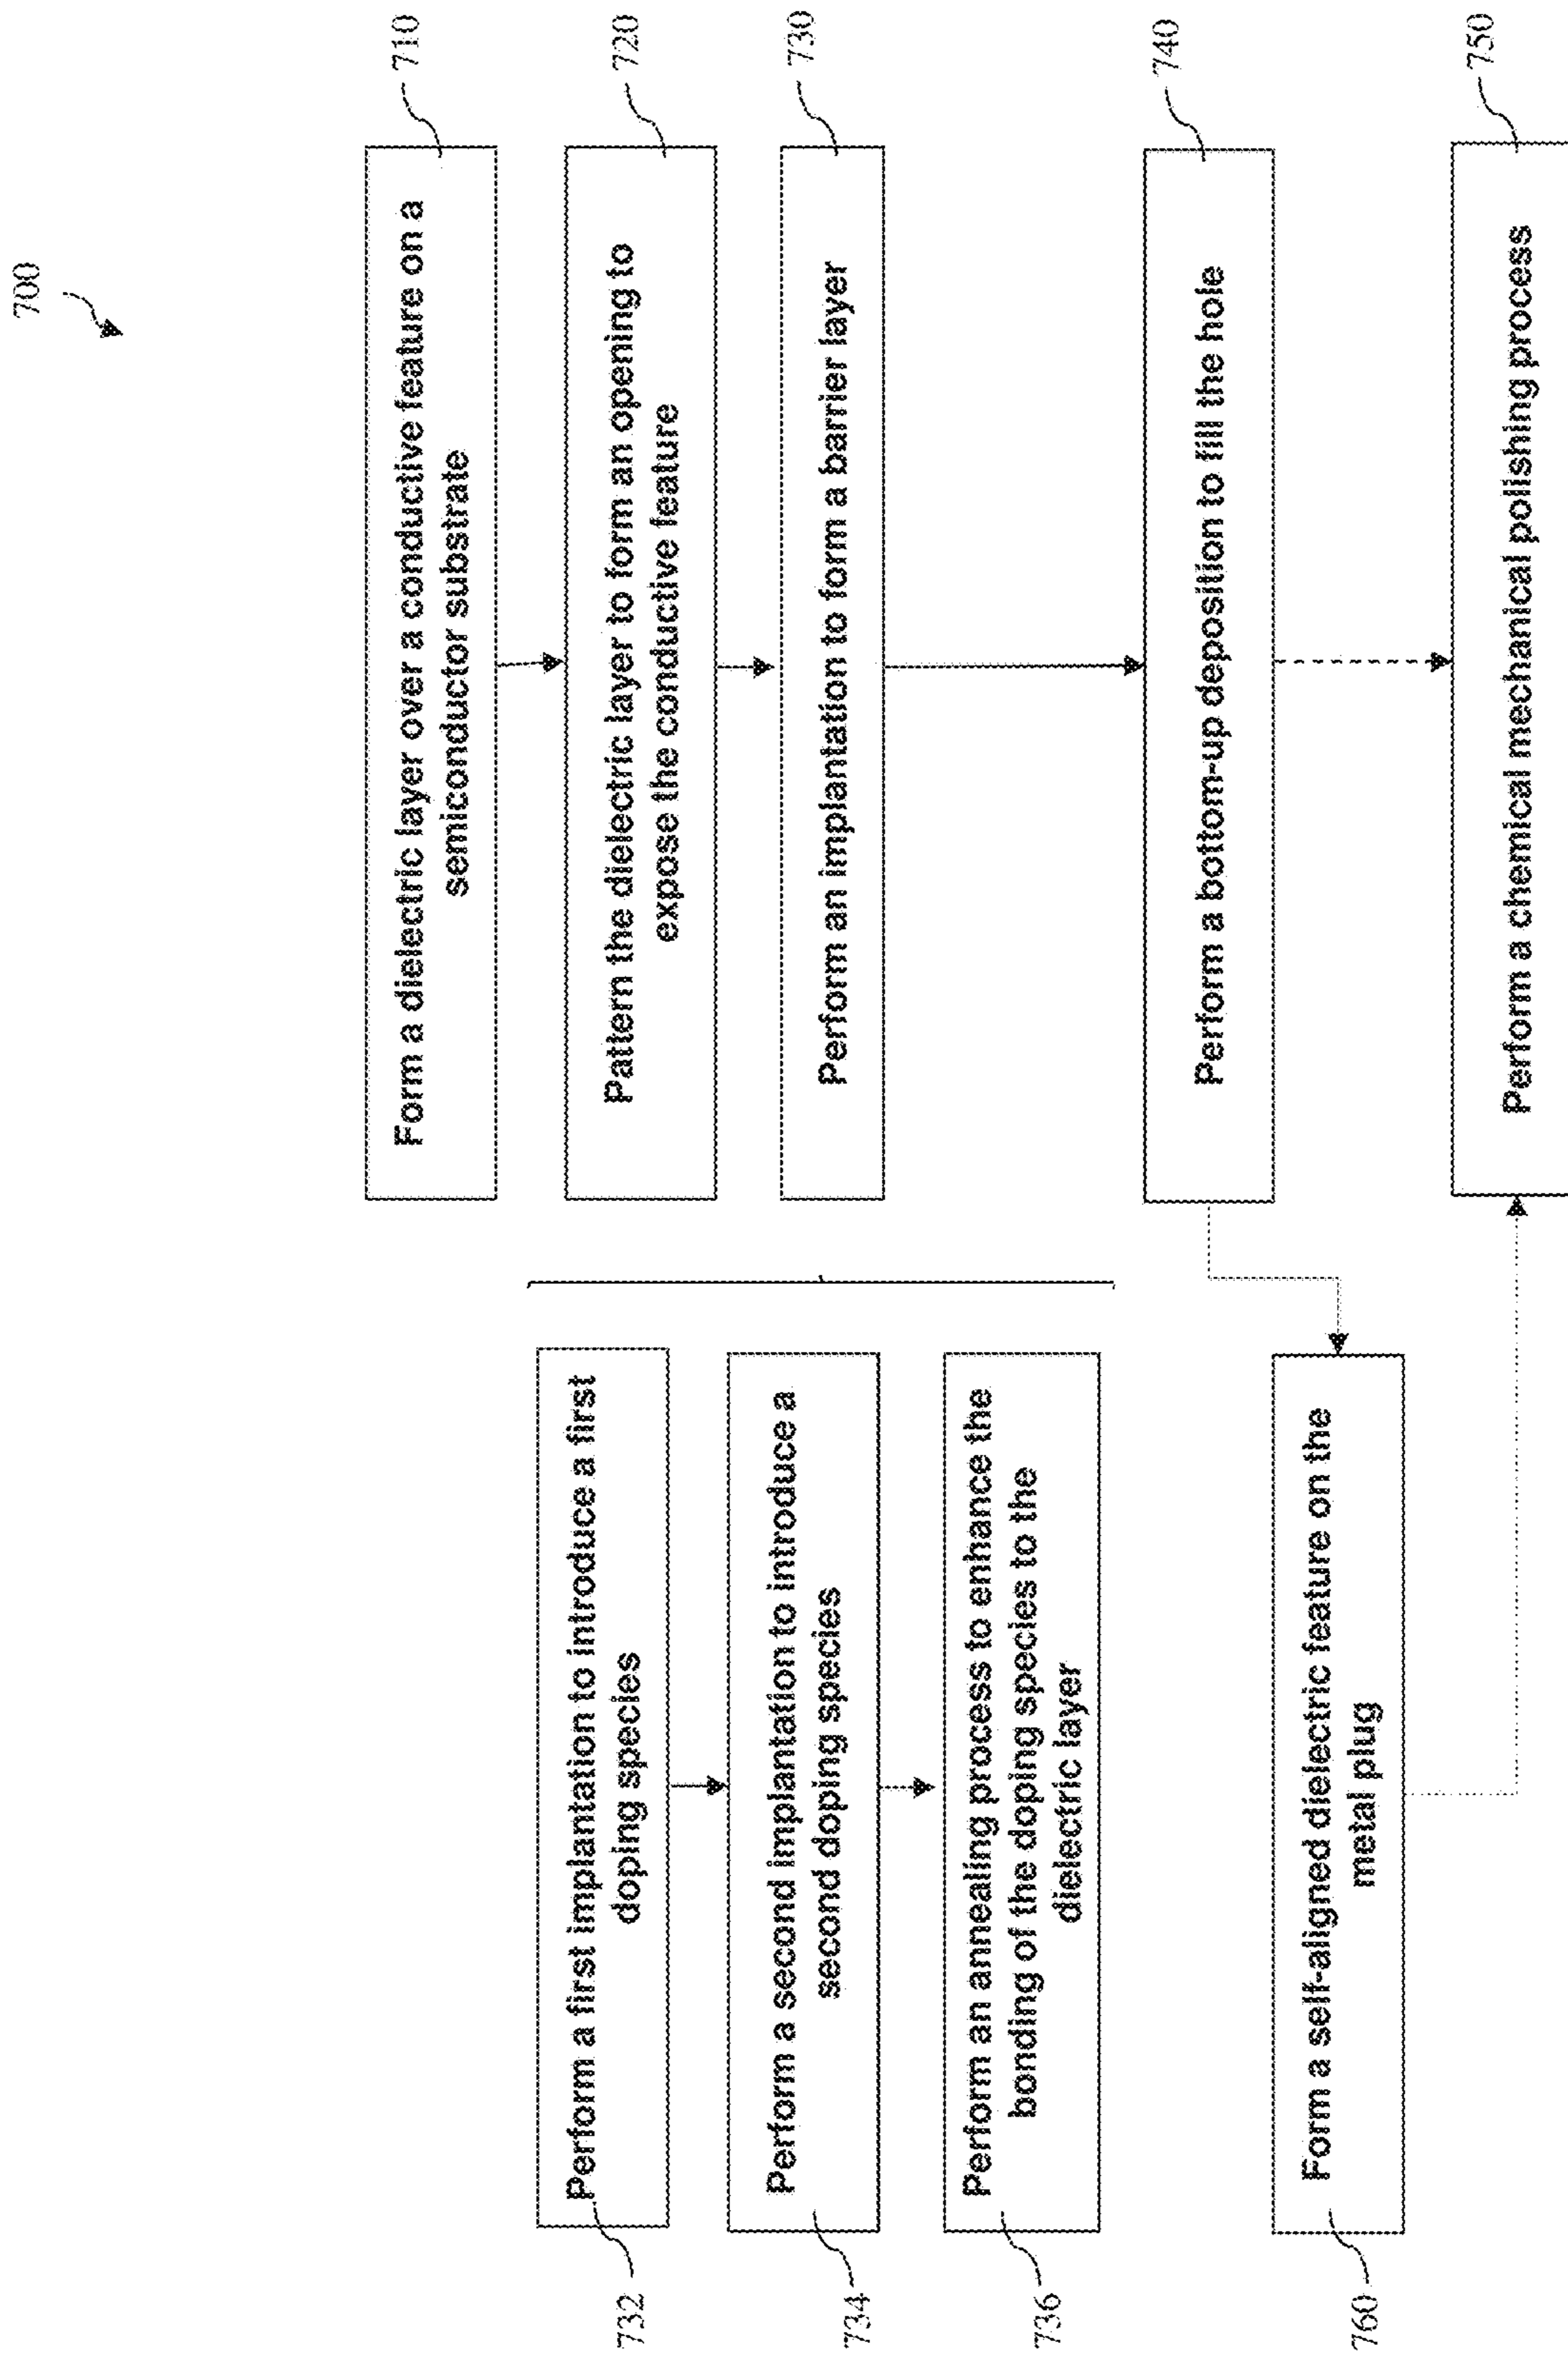 700
Form a dielectric layer over a conductive feature on a
semiconductor substrate
710
Pattern the dielectric layer to form an opening to
expose the conductive feature
720
Perform an implantation to form a barrier layer
730
Perform a first implantation to introduce a first
doping species
732
Perform a second implantation to introduce a
second doping species
734
Perform an annealing process to enhance the
bonding of the doping species to the
dielectric layer
736
Perform a bottom-up deposition to fill the hole
740
Form a self-aligned dielectric feature on the
metal plug
760
Perform a chemical mechanical polishing process
750